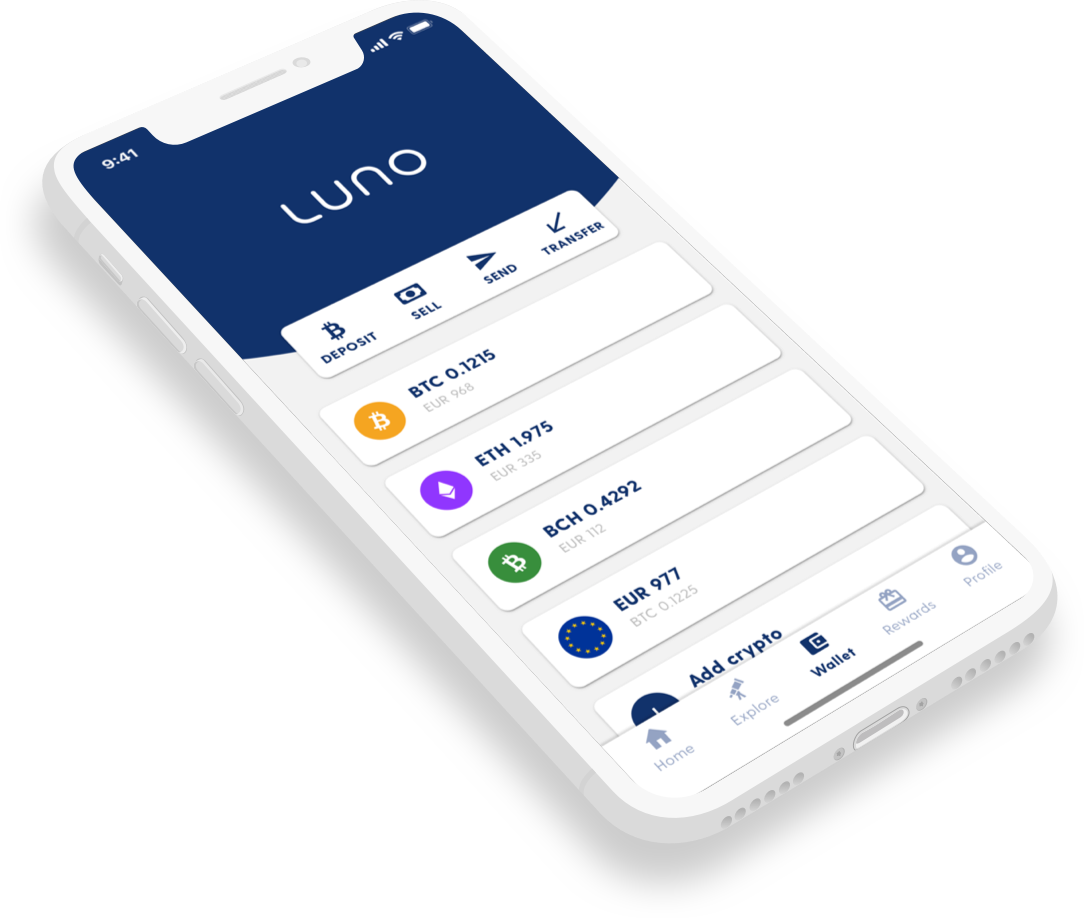 9:41
LUNO
DEPOSIT
SELL
SEND
TRANSFER
BTC 0.1215
EUR 968
ETH 1.975
EUR 335
BCH 0.4292
EUR 112
EUR 977
BTC 0.1225
Add crypto
Home
Explore
Wallet
Rewards
Profile